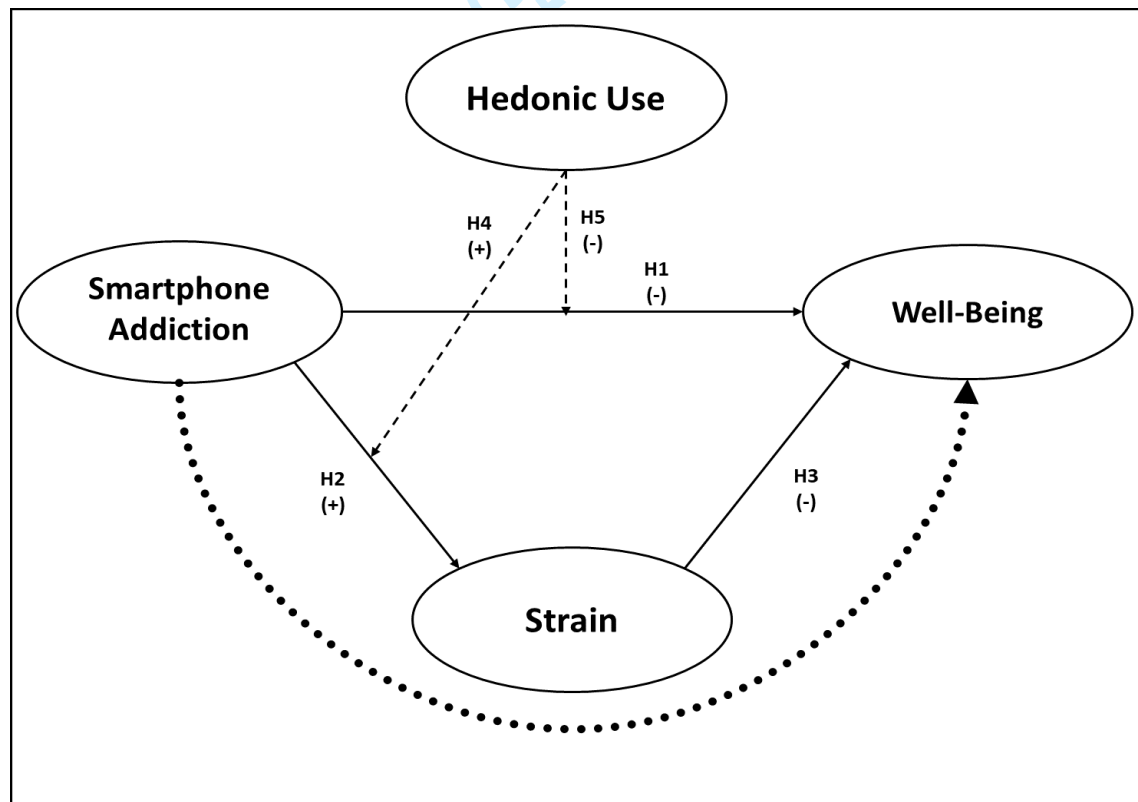 Hedonic Use
H4
(+)
H5
(-)
H1
(-)
Smartphone
Addiction
Well-Being
H2
(+)
H3
(-)
Strain